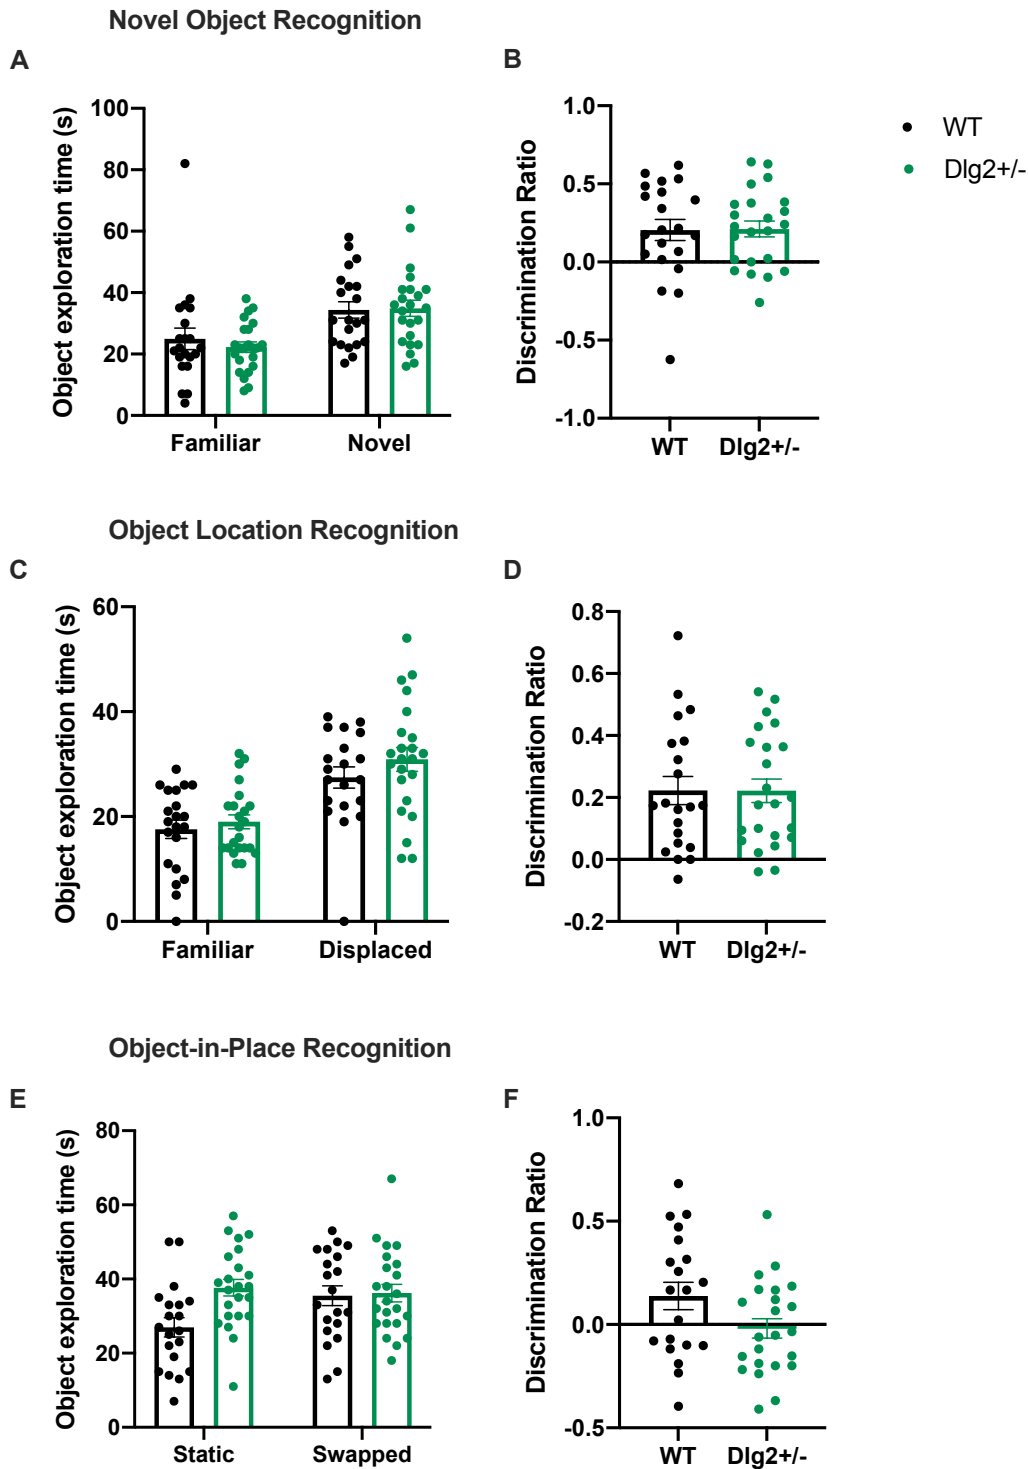 Novel Object Recognition
A
B
Object exploration time (s)
100
80
60
40
20
0
Familiar
Novel
Discrimination Ratio
1.0
0.5
0.0
-0.5
-1.0
WT
Dlg2+/-
WT
Dlg2+/-
Object Location Recognition
C
D
Object exploration time (s)
60
40
20
0
Familiar
Displaced
Discrimination Ratio
0.8
0.6
0.4
0.2
0.0
-0.2
WT
Dlg2+/-
Object-in-Place Recognition
E
F
Object exploration time (s)
80
60
40
20
0
Static
Swapped
Discrimination Ratio
1.0
0.5
0.0
-0.5
WT
Dlg2+/-